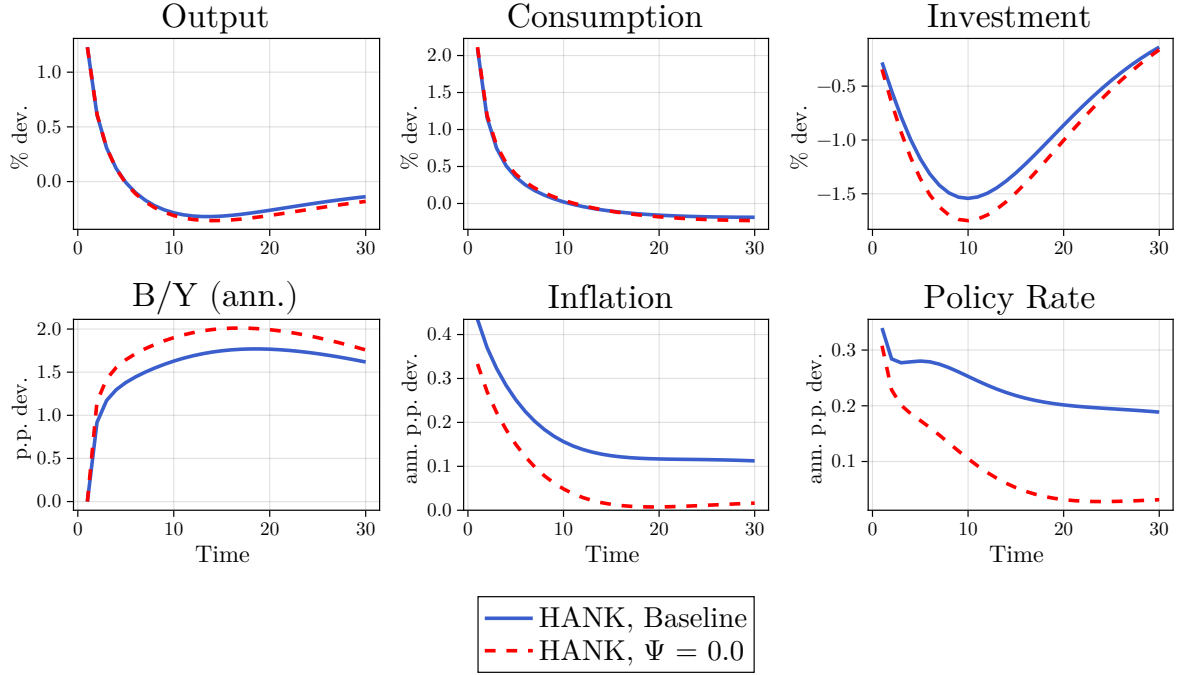 Output
Consumption
Investment
% dev.
1.0
0.5
0.0
0
10
20
30
% dev.
2.0
1.5
1.0
0.5
0.0
0
10
20
30
% dev.
−0.5
−1.0
−1.5
0
10
20
30
B/Y (ann.)
Inflation
Policy Rate
p.p. dev.
2.0
1.5
1.0
0.5
0.0
0
10
20
30
Time
ann. p.p. dev.
0.4
0.3
0.2
0.1
0.0
0
10
20
30
Time
ann. p.p. dev.
0.3
0.2
0.1
0
10
20
30
Time
HANK, Baseline
HANK, Ψ = 0.0